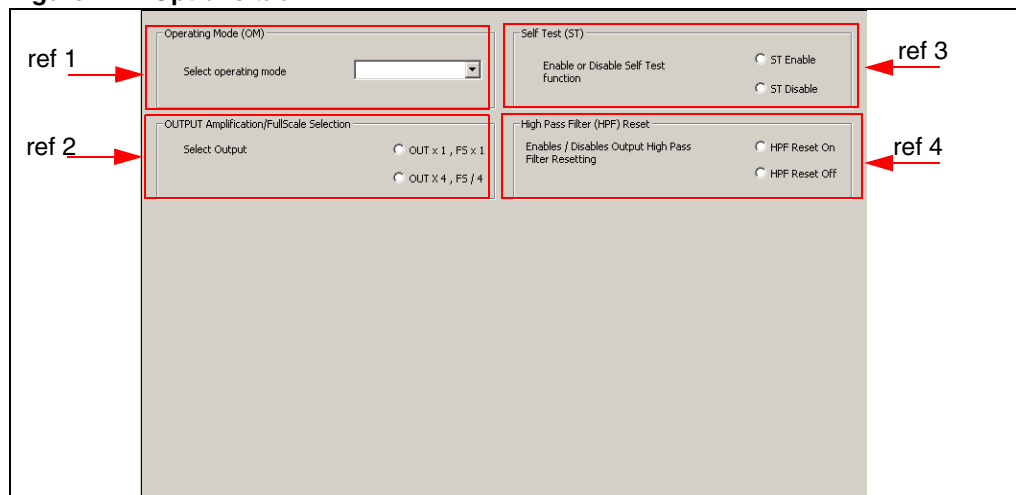 ref 1
Operating Mode (OM)
Select operating mode
Self Test (ST)
Enable or Disable Self Test
function
ST Enable
ST Disable
ref 3
ref 2
OUTPUT Amplification/FullScale Selection
Select Output
OUT x 1 , FS x 1
OUT X 4 , FS / 4
High Pass Filter (HPF) Reset
Enables / Disables Output High Pass
Filter Resetting
HPF Reset On
HPF Reset Off
ref 4